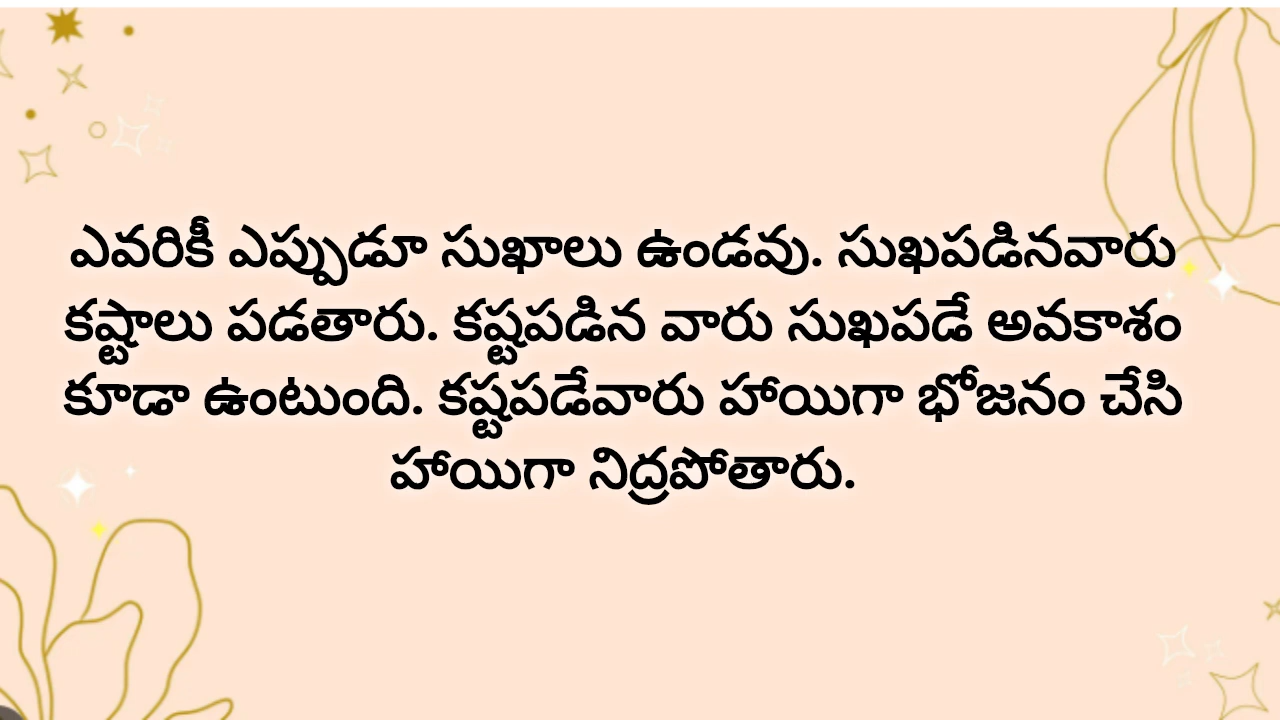 ఎవరికీ ఎప్పుడూ సుఖాలు ఉండవు. సుఖపడినవారు
కష్టాలు పడతారు. కష్టపడిన వారు సుఖపడే అవకాశం
కూడా ఉంటుంది. కష్టపడేవారు హాయిగా భోజనం చేసి
హాయిగా నిద్రపోతారు.